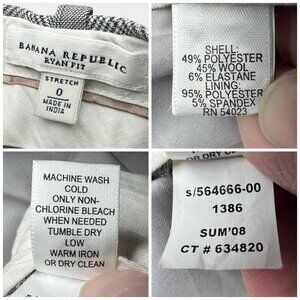 BANANA REPUBLIC
RYAN FIT
STRETCH
0
MADE IN
INDIA
SHELL:
49% POLYESTER
45% WOOL
6% ELASTANE
LINING:
95% POLYESTER
5% SPANDEX
RN 54023
MACHINE WASH
COLD
ONLY NON-
CHLORINE BLEACH
WHEN NEEDED
TUMBLE DRY
LOW
WARM IRON
OR DRY CLEAN
OR DRY CLEAN
s/564666-00
1386
SUM'08
CT # 634820